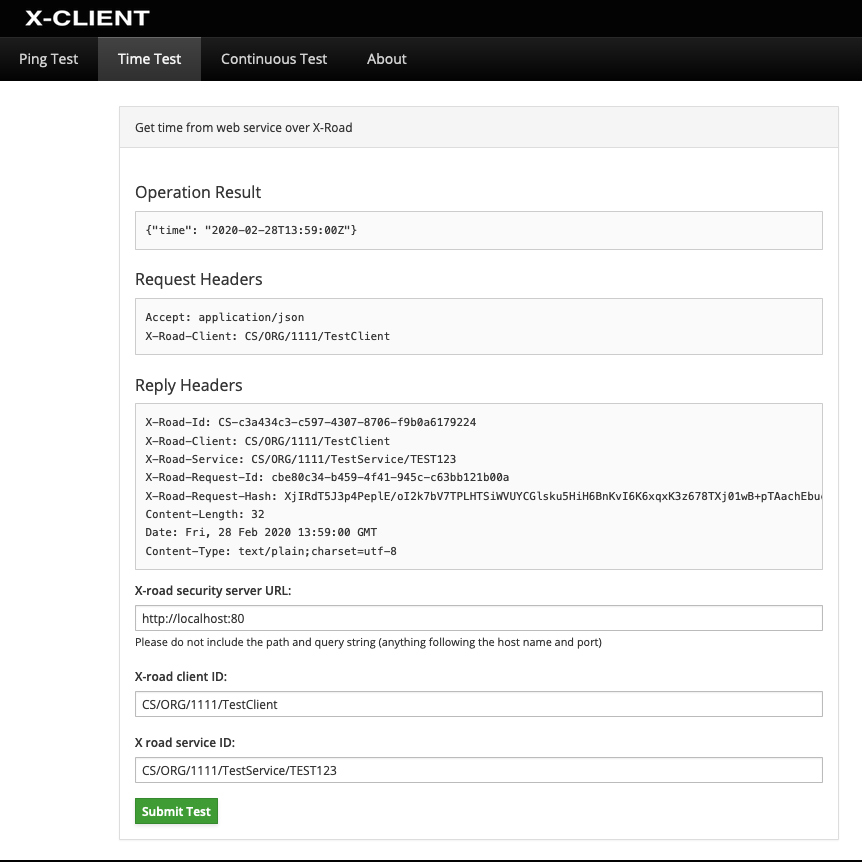 X-CLIENT
Ping Test Time Test Continuous Test About
Get time from web service over X-Road
Operation Result
{"time": "2020-02-28T13:59:00Z"}
Request Headers
Accept: application/json
X-Road-Client: CS/ORG/1111/TestClient
Reply Headers
X-Road-Id: CS-c3a434c3-c597-4307-8706-f9b0a6179224
X-Road-Client: CS/ORG/1111/TestClient
X-Road-Service: CS/ORG/1111/TestService/TEST123
X-Road-Request-Id: cbe80c34-b459-4f41-945c-c63bb121b00a
X-Road-Request-Hash: XjIRdT5J3p4PeplE/oI2k7bV7TPLHTSiWVUYCGlsku5HiH6BnKvI6K6xqxK3z678TXj01wB+pTAachEbu
Content-Length: 32
Date: Fri, 28 Feb 2020 13:59:00 GMT
Content-Type: text/plain;charset=utf-8
X-road security server URL:
http://localhost:80
Please do not include the path and query string (anything following the host name and port)
X-road client ID:
CS/ORG/1111/TestClient
X road service ID:
CS/ORG/1111/TestService/TEST123
Submit Test